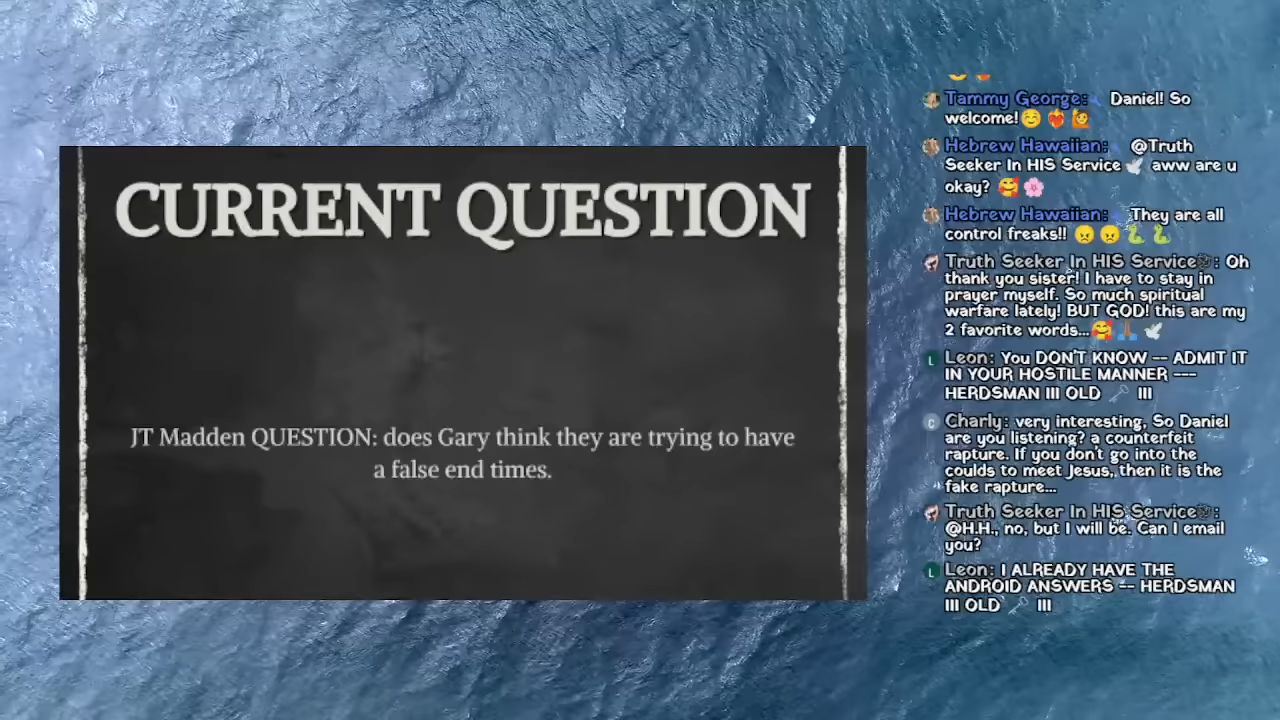 CURRENT QUESTION
JT Madden QUESTION: does Gary think they are trying to have
a false end times.
Tammy George: Daniel! So
welcome!☺️ ❤️‍🔥 🙋
Hebrew Hawaiian: @Truth
Seeker In HIS Service 🕊️ aww are u
okay? 🥰 🌸
Hebrew Hawaiian: They are all
control freaks!! 😠 😠 🐍 🐍
Truth Seeker In HIS Service: Oh
thank you sister! I have to stay in
prayer myself. So much spiritual
warfare lately! BUT GOD! this are my
2 favorite words...🥰 🙏🏾 🕊️
L Leon: You DON'T KNOW -- ADMIT IT
IN YOUR HOSTILE MANNER ---
HERDSMAN III OLD 🗝️ III
C Charly: very interesting, So Daniel
are you listening? a counterfeit
rapture. If you don't go into the
coulds to meet Jesus, then it is the
fake rapture...
Truth Seeker In HIS Service:
@H.H., no, but I will be. Can I email
you?
L Leon: I ALREADY HAVE THE
ANDROID ANSWERS -- HERDSMAN
III OLD 🗝️ III